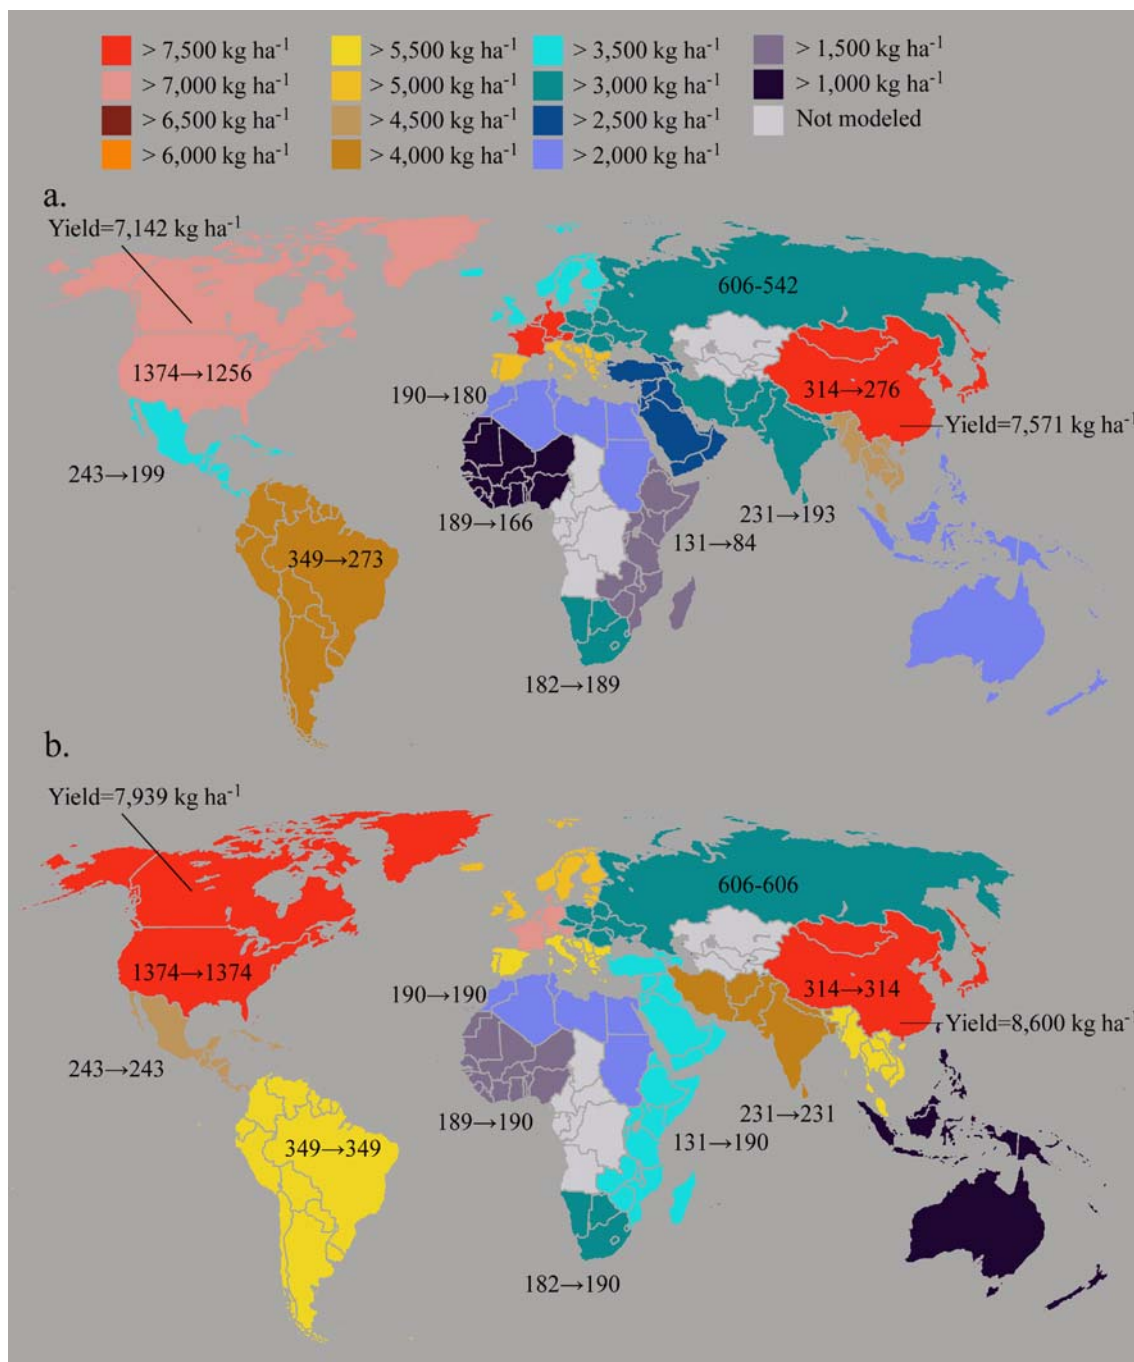 > 7,500 kg ha⁻¹ > 5,500 kg ha⁻¹ > 3,500 kg ha⁻¹ > 1,500 kg ha⁻¹
> 7,000 kg ha⁻¹ > 5,000 kg ha⁻¹ > 3,000 kg ha⁻¹ > 1,000 kg ha⁻¹
> 6,500 kg ha⁻¹ > 4,500 kg ha⁻¹ > 2,500 kg ha⁻¹ Not modeled
> 6,000 kg ha⁻¹ > 4,000 kg ha⁻¹ > 2,000 kg ha⁻¹
a.
Yield=7,142 kg ha⁻¹
606-542
1374→1256
190→180
314→276
Yield=7,571 kg ha⁻¹
243→199
189→166
231→193
131→84
349→273
182→189
b.
Yield=7,939 kg ha⁻¹
606-606
1374→1374
190→190
314→314
Yield=8,600 kg ha⁻¹
243→243
189→190
231→231
131→190
349→349
182→190